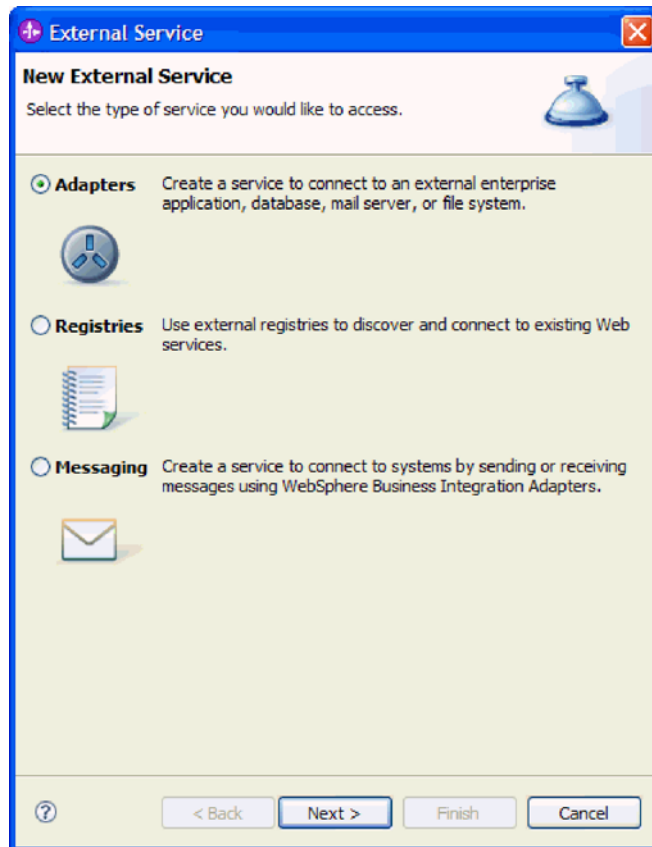 External Service
New External Service
Select the type of service you would like to access.
Adapters
Create a service to connect to an external enterprise
application, database, mail server, or file system.
Registries
Use external registries to discover and connect to existing Web
services.
Messaging
Create a service to connect to systems by sending or receiving
messages using WebSphere Business Integration Adapters.
?
< Back
Next >
Finish
Cancel